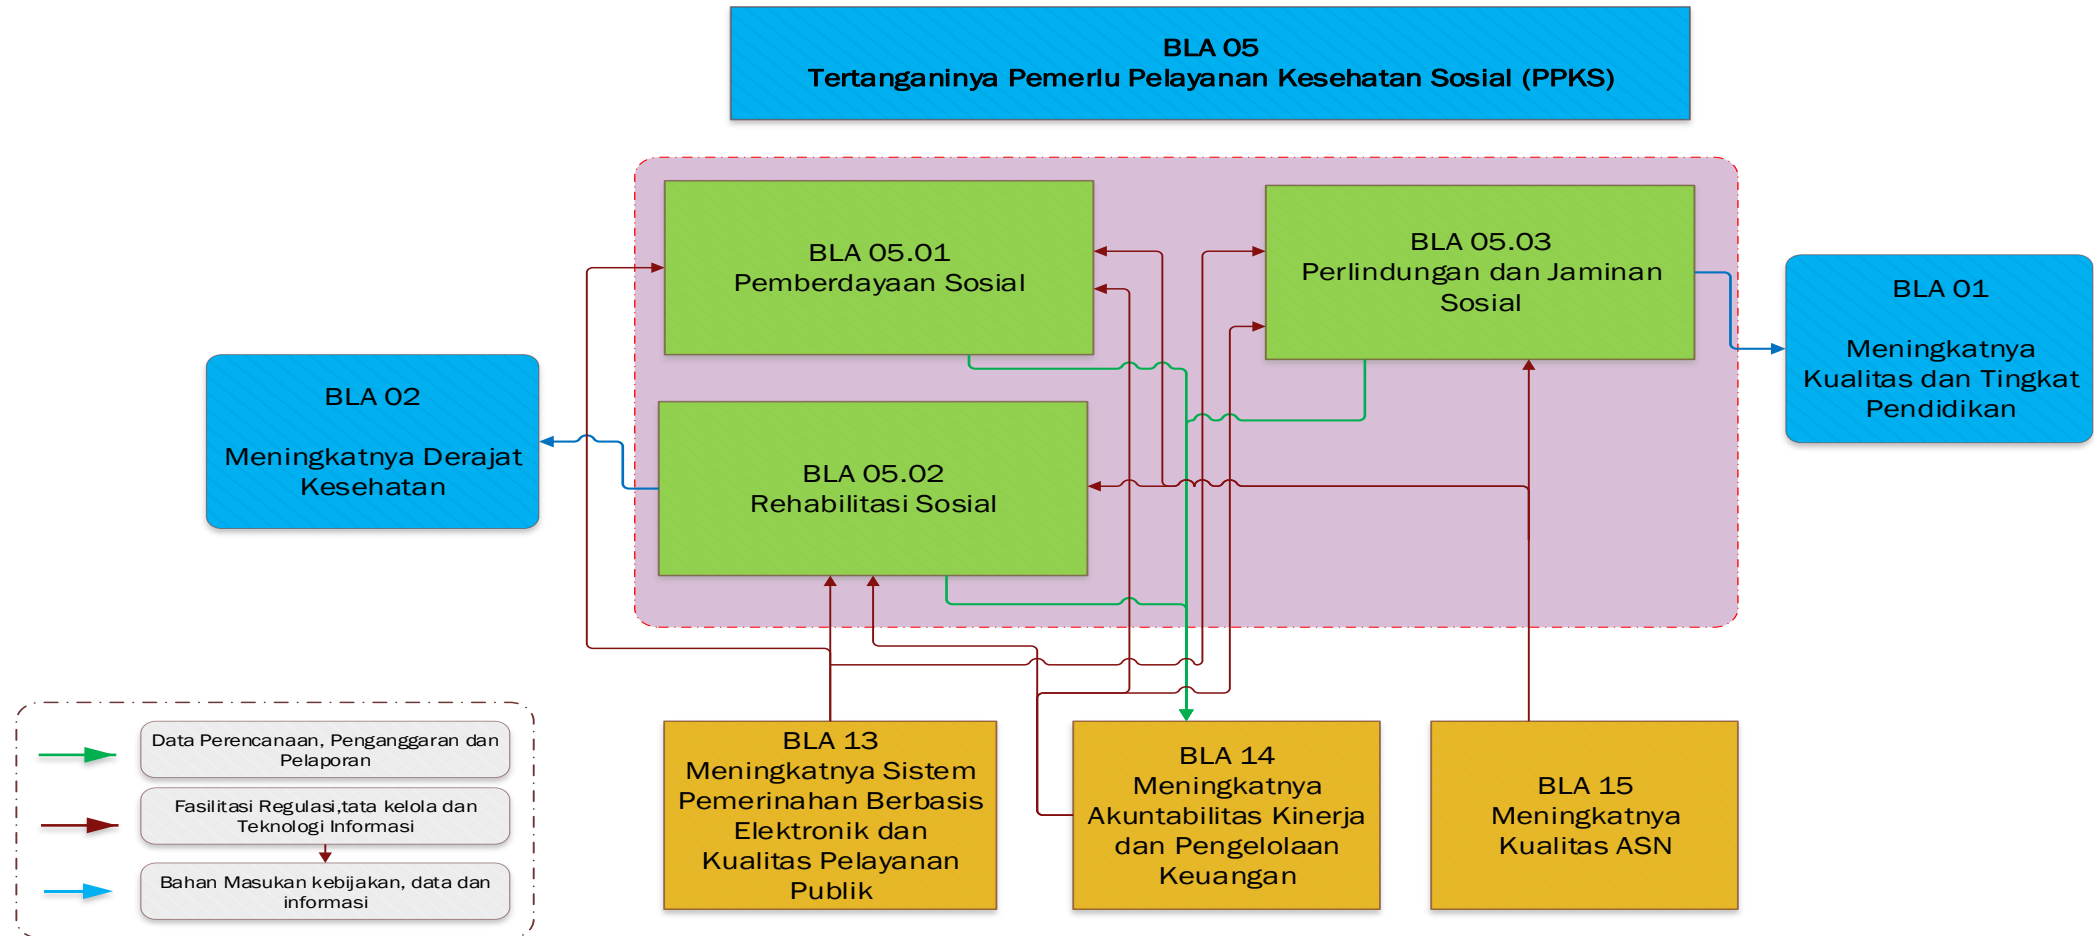 BLA 05
Tertanganinya Pemerlu Pelayanan Kesehatan Sosial (PPKS)
BLA 05.01
Pemberdayaan Sosial
BLA 05.03
Perlindungan dan Jaminan
Sosial
BLA 01
Meningkatnya
Kualitas dan Tingkat
Pendidikan
BLA 02
Meningkatnya Derajat
Kesehatan
BLA 05.02
Rehabilitasi Sosial
Data Perencanaan, Penganggaran dan
Pelaporan
Fasilitasi Regulasi,tata kelola dan
Teknologi Informasi
Bahan Masukan kebijakan, data dan
informasi
BLA 13
Meningkatnya Sistem
Pemerinahan Berbasis
Elektronik dan
Kualitas Pelayanan
Publik
BLA 14
Meningkatnya
Akuntabilitas Kinerja
dan Pengelolaan
Keuangan
BLA 15
Meningkatnya
Kualitas ASN